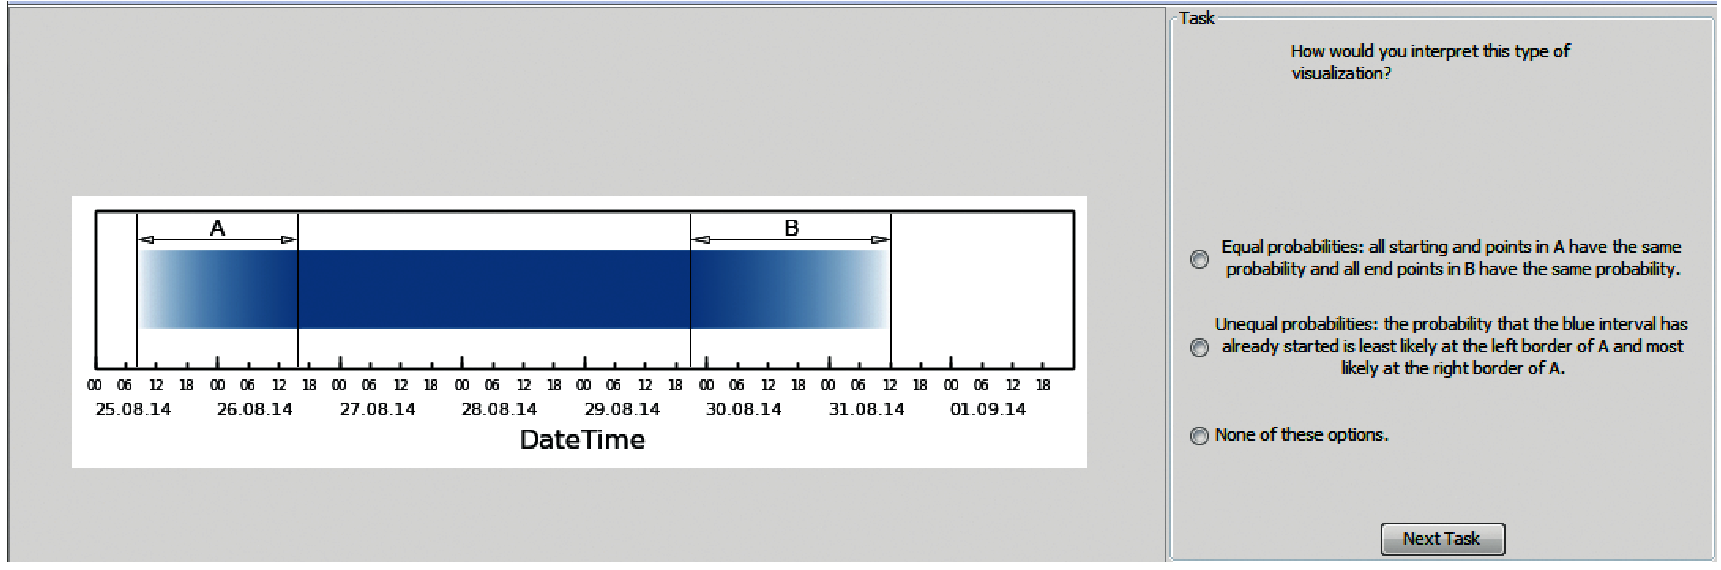 Task
How would you interpret this type of
visualization?
A
B
00 06 12 18 00 06 12 18 00 06 12 18 00 06 12 18 00 06 12 18 00 06 12 18 00 06 12 18 00 06 12 18
25.08.14 26.08.14 27.08.14 28.08.14 29.08.14 30.08.14 31.08.14 01.09.14
DateTime
Equal probabilities: all starting and points in A have the same
probability and all end points in B have the same probability.
Unequal probabilities: the probability that the blue interval has
already started is least likely at the left border of A and most
likely at the right border of A.
None of these options.
Next Task